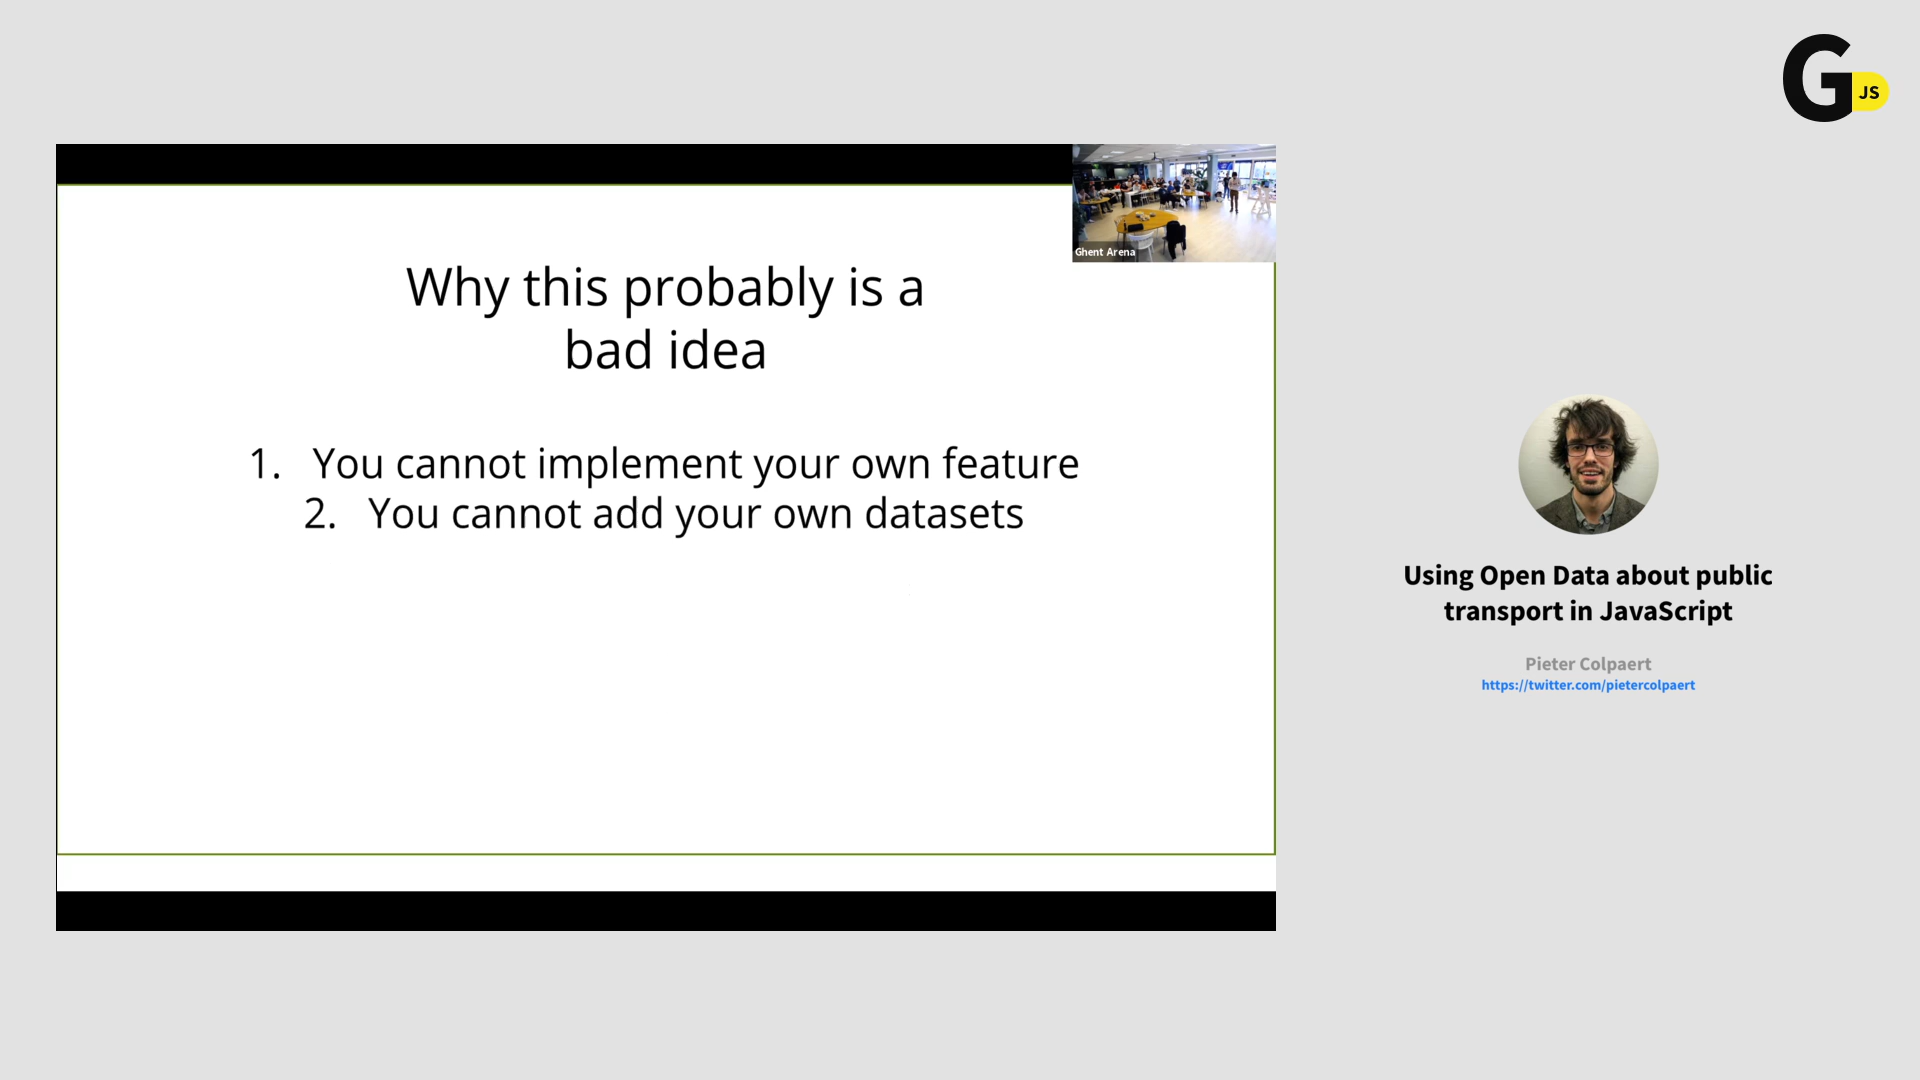 G
JS
Ghent Arena
Why this probably is a
bad idea
1. You cannot implement your own feature
2. You cannot add your own datasets
Using Open Data about public
transport in JavaScript
Pieter Colpaert
https://twitter.com/pietercolpaert